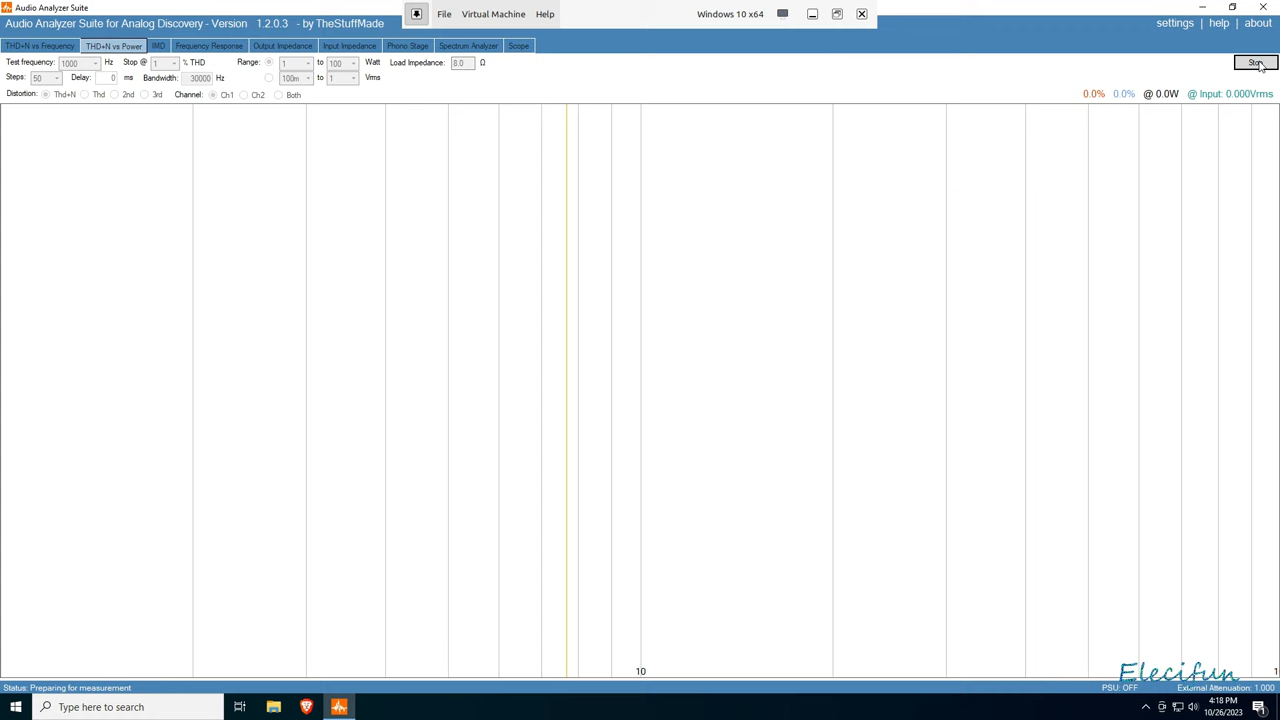 Audio Analyzer Suite
File Virtual Machine Help Windows 10 x64
Audio Analyzer Suite for Analog Discovery - Version 1.2.0.3 - by TheStuffMade
settings | help | about
THD+N vs Frequency THD+N vs Power IMD Frequency Response Output Impedance Input Impedance Phono Stage Spectrum Analyzer Scope
Test frequency: 1000 Hz Stop @ 1 % THD Range: 1 to 100 Watt Load Impedance: 8.0 Ω Stop
Steps: 50 Delay: 0 ms Bandwidth: 30000 Hz 100m to 1 Vrms
Distortion: Thd+N Thd 2nd 3rd Channel: Ch1 Ch2 Both
0.0% 0.0% @ 0.0W @ Input: 0.000Vrms
10 1
Elecifun
Status: Preparing for measurement PSU: OFF External Attenuation: 1.000
Type here to search
4:18 PM
10/26/2023
1